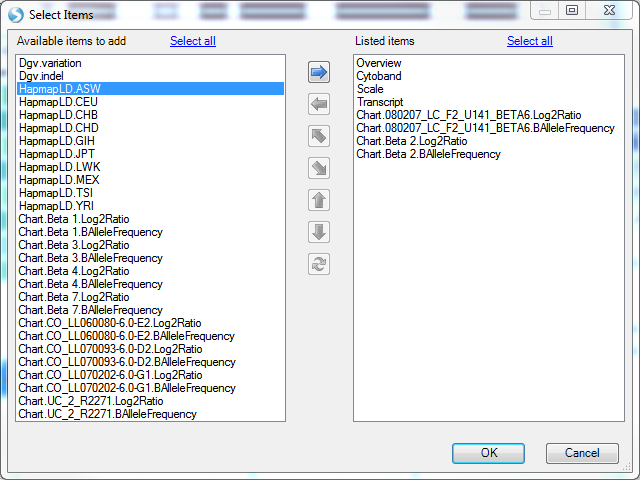 Select Items
Available items to add
Select all
Dgv.variation
Dgv.indel
HapmapLD.ASW
HapmapLD.CEU
HapmapLD.CHB
HapmapLD.CHD
HapmapLD.GIH
HapmapLD.JPT
HapmapLD.LWK
HapmapLD.MEX
HapmapLD.TSI
HapmapLD.YRI
Chart.Beta 1.Log2Ratio
Chart.Beta 1.BAlleleFrequency
Chart.Beta 3.Log2Ratio
Chart.Beta 3.BAlleleFrequency
Chart.Beta 4.Log2Ratio
Chart.Beta 4.BAlleleFrequency
Chart.Beta 7.Log2Ratio
Chart.Beta 7.BAlleleFrequency
Chart.CO_LL060080-6.0-E2.Log2Ratio
Chart.CO_LL060080-6.0-E2.BAlleleFrequency
Chart.CO_LL070093-6.0-D2.Log2Ratio
Chart.CO_LL070093-6.0-D2.BAlleleFrequency
Chart.CO_LL070202-6.0-G1.Log2Ratio
Chart.CO_LL070202-6.0-G1.BAlleleFrequency
Chart.UC_2_R2271.Log2Ratio
Chart.UC_2_R2271.BAlleleFrequency
Listed items
Select all
Overview
Cytoband
Scale
Transcript
Chart.080207_LC_F2_U141_BETA6.Log2Ratio
Chart.080207_LC_F2_U141_BETA6.BAlleleFrequency
Chart.Beta 2.Log2Ratio
Chart.Beta 2.BAlleleFrequency
OK
Cancel